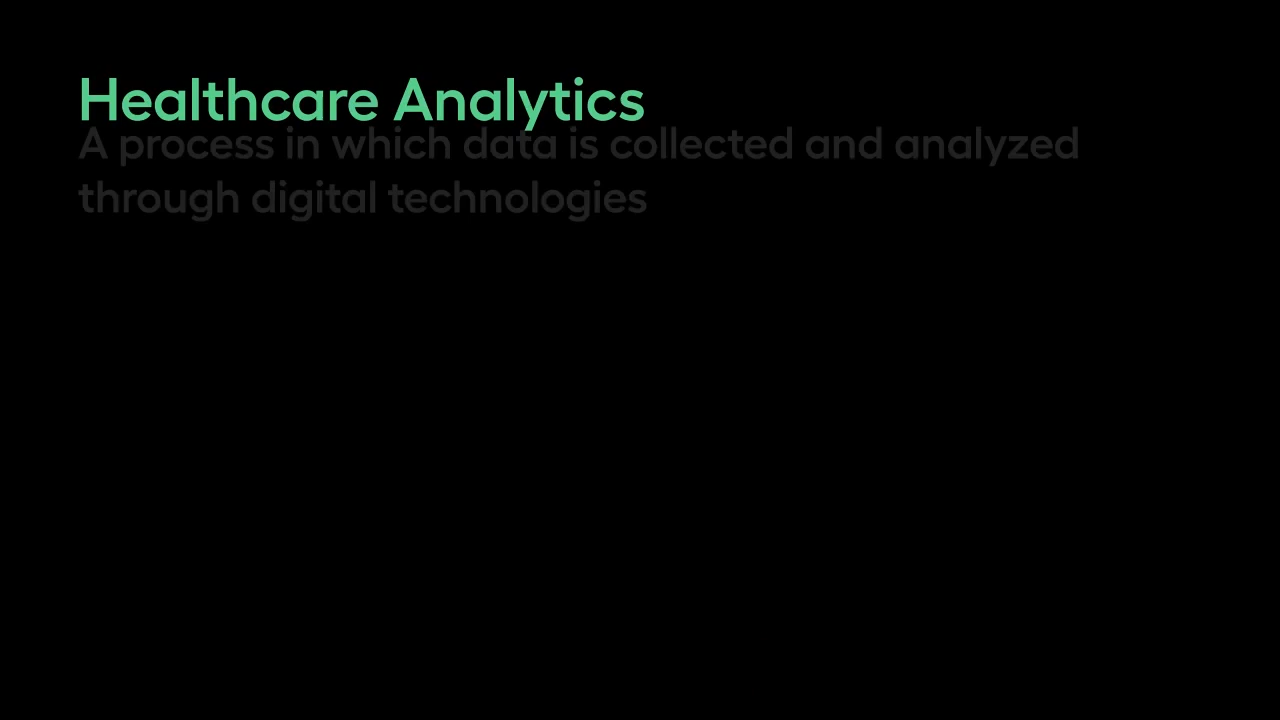 Healthcare Analytics
A process in which data is collected and analyzed
through digital technologies